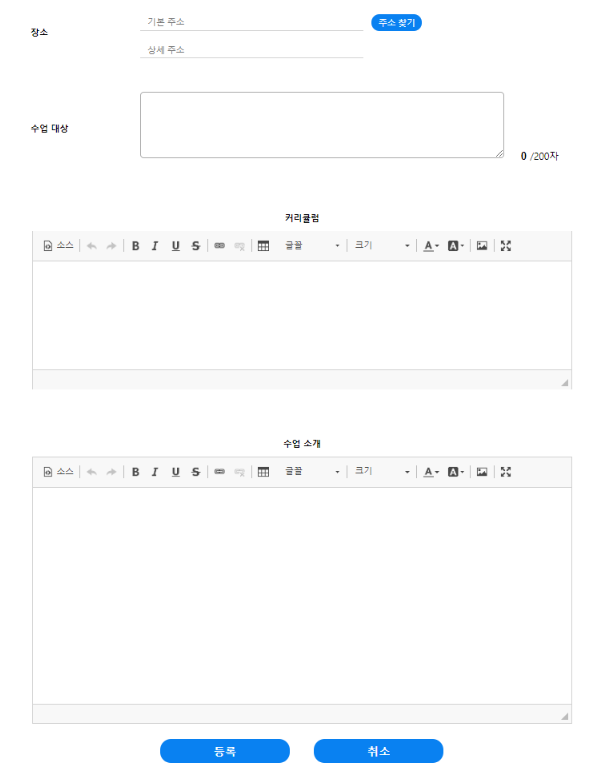 장소
기본 주소
주소 찾기
상세 주소
수업 대상
0 /200자
커리큘럼
소스 B I U S 글꼴 크기 A A
수업 소개
소스 B I U S 글꼴 크기 A A
등록 취소